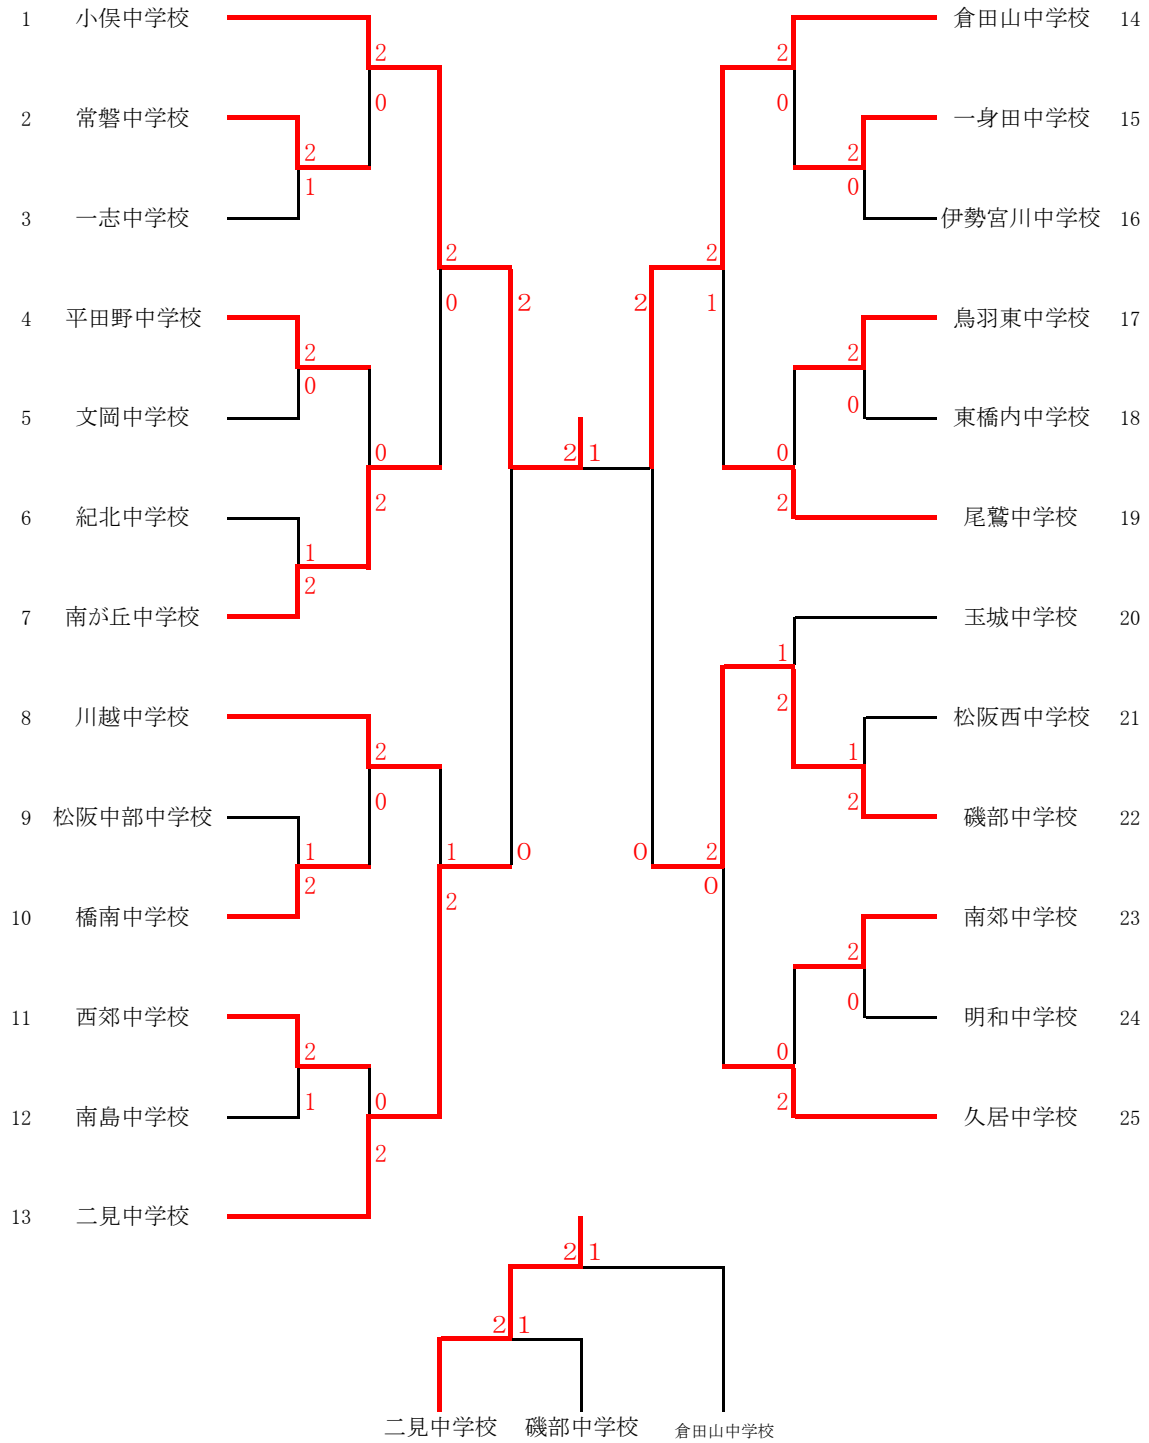 1 小俣中学校
2
0
2 常磐中学校
2
1
3 一志中学校
2
0
4 平田野中学校
2
0
5 文岡中学校
0
2
6 紀北中学校
1
2
7 南が丘中学校
2
8 川越中学校
2
0
9 松阪中部中学校
1
2
10 橋南中学校
1
2
0
11 西郊中学校
2
1
12 南島中学校
0
2
13 二見中学校
2 1
倉田山中学校 14
2
0
一身田中学校 15
2
0
伊勢宮川中学校 16
2
1
2
鳥羽東中学校 17
2
0
東橋内中学校 18
0
2
尾鷲中学校 19
玉城中学校 20
1
2
松阪西中学校 21
1
2
磯部中学校 22
0
2
0
南郊中学校 23
2
0
明和中学校 24
0
2
久居中学校 25
2 1
2 1
二見中学校 磯部中学校 倉田山中学校